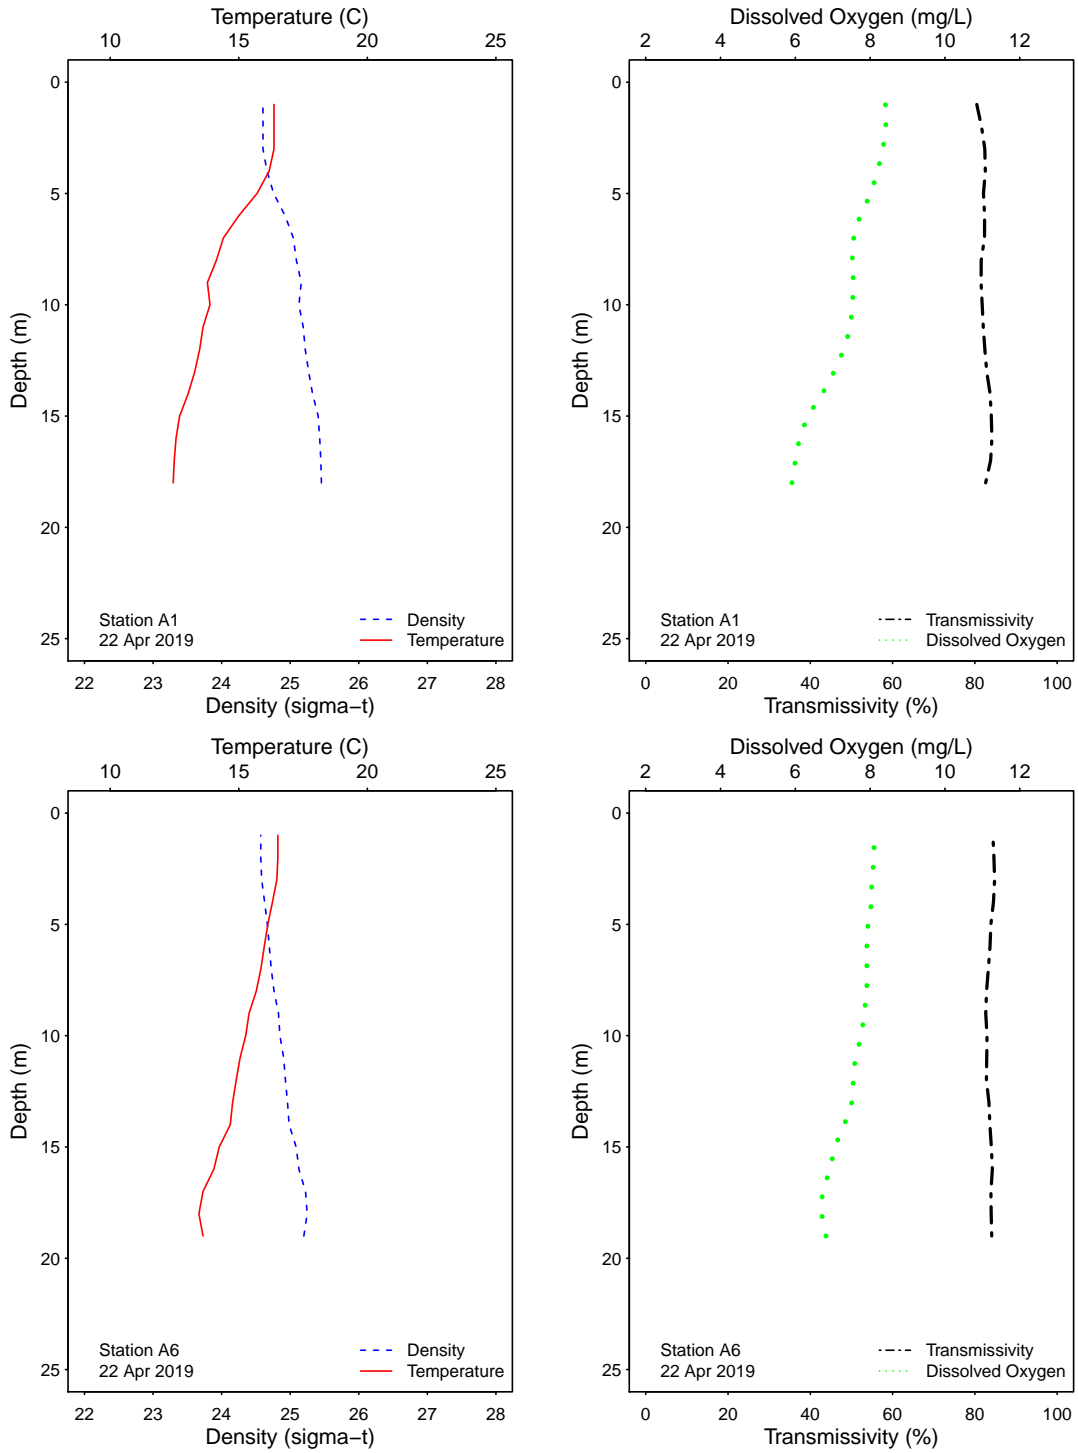 Temperature (C)
10 15 20 25
0
5
10
15
20
25
Depth (m)
Station A1
22 Apr 2019
Density
Temperature
22 23 24 25 26 27 28
Density (sigma−t)
Dissolved Oxygen (mg/L)
2 4 6 8 10 12
0
5
10
15
20
25
Depth (m)
Station A1
22 Apr 2019
Transmissivity
Dissolved Oxygen
0 20 40 60 80 100
Transmissivity (%)
Temperature (C)
10 15 20 25
0
5
10
15
20
25
Depth (m)
Station A6
22 Apr 2019
Density
Temperature
22 23 24 25 26 27 28
Density (sigma−t)
Dissolved Oxygen (mg/L)
2 4 6 8 10 12
0
5
10
15
20
25
Depth (m)
Station A6
22 Apr 2019
Transmissivity
Dissolved Oxygen
0 20 40 60 80 100
Transmissivity (%)